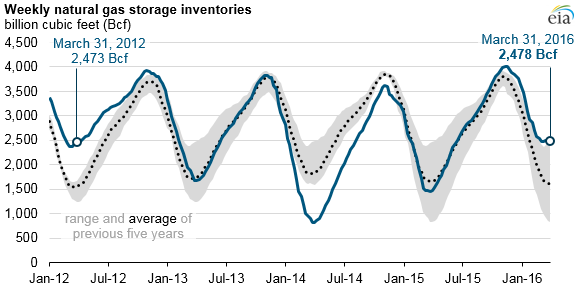 Weekly natural gas storage inventories
billion cubic feet (Bcf)
eia
4,500
4,000
3,500
3,000
2,500
2,000
1,500
1,000
500
0
March 31, 2012
2,473 Bcf
March 31, 2016
2,478 Bcf
range and average of
previous five years
Jan-12 Jul-12 Jan-13 Jul-13 Jan-14 Jul-14 Jan-15 Jul-15 Jan-16